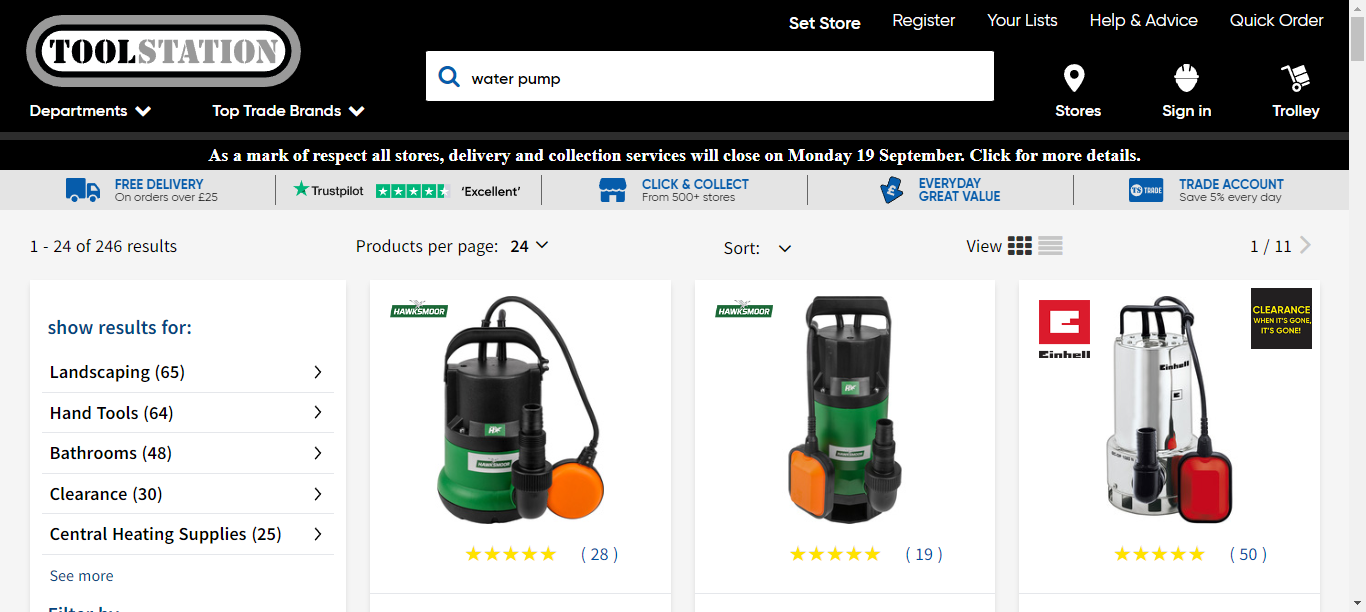 Set Store
Register
Your Lists
Help & Advice
Quick Order
TOOLSTATION
water pump
Departments
Top Trade Brands
Stores
Sign in
Trolley
As a mark of respect all stores, delivery and collection services will close on Monday 19 September. Click for more details.
FREE DELIVERY
On orders over £25
Trustpilot
'Excellent'
CLICK & COLLECT
From 500+ stores
£
EVERYDAY
GREAT VALUE
TS TRADE
TRADE ACCOUNT
Save 5% every day
1 - 24 of 246 results
Products per page: 24
Sort:
View
1 / 11
show results for:
Landscaping (65)
Hand Tools (64)
Bathrooms (48)
Clearance (30)
Central Heating Supplies (25)
See more
Filter by
HAWKSMOOR
HAWKSMOOR
( 28 )
HAWKSMOOR
HAWKSMOOR
( 19 )
Einhell
CLEARANCE
WHEN IT'S GONE,
IT'S GONE!
Einhell
( 50 )